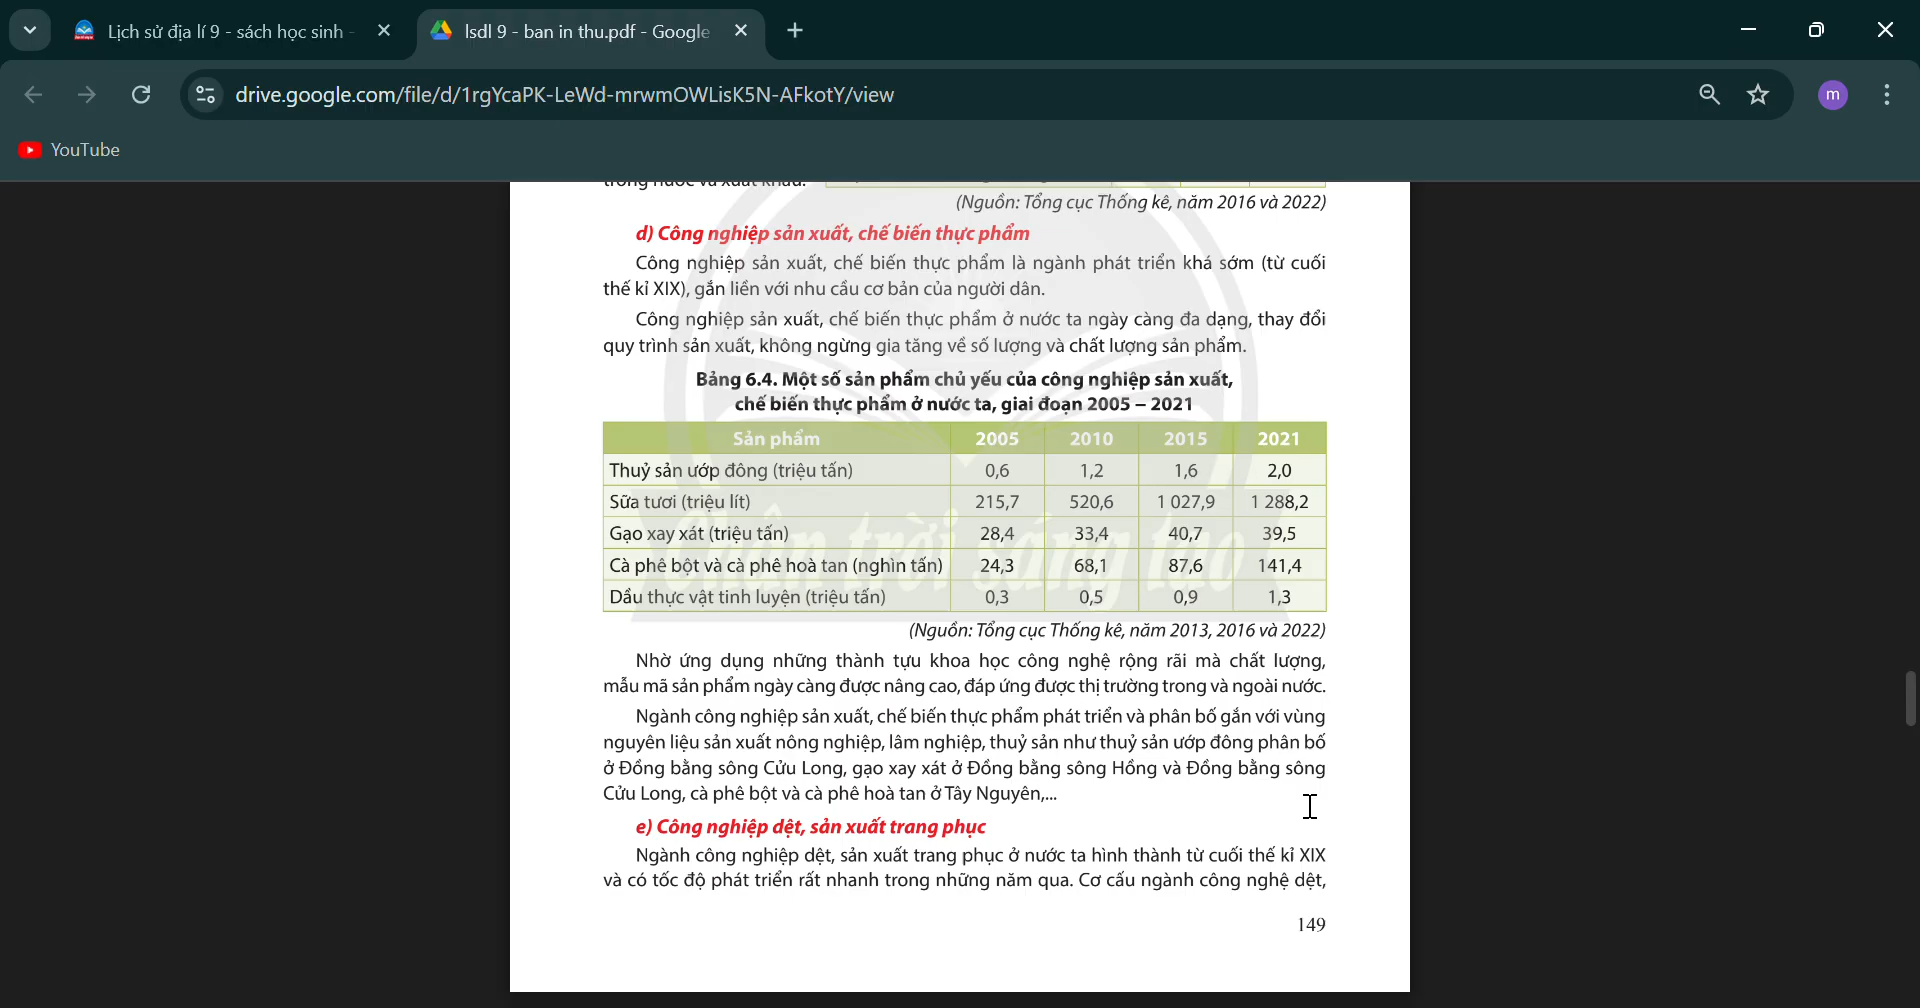 Lịch sử địa lí 9 - sách học sinh -
lsdl 9 - ban in thu.pdf - Google
drive.google.com/file/d/1rgYcaPK-LeWd-mrwmOWLisK5N-AFkotY/view
m
YouTube
trong nước và xuất khẩu.
(Nguồn: Tổng cục Thống kê, năm 2016 và 2022)
d) Công nghiệp sản xuất, chế biến thực phẩm
Công nghiệp sản xuất, chế biến thực phẩm là ngành phát triển khá sớm (từ cuối
thế kỉ XIX), gắn liền với nhu cầu cơ bản của người dân.
Công nghiệp sản xuất, chế biến thực phẩm ở nước ta ngày càng đa dạng, thay đổi
quy trình sản xuất, không ngừng gia tăng về số lượng và chất lượng sản phẩm.
Bảng 6.4. Một số sản phẩm chủ yếu của công nghiệp sản xuất,
chế biến thực phẩm ở nước ta, giai đoạn 2005 – 2021
Sản phẩm 2005 2010 2015 2021
Thuỷ sản ướp đông (triệu tấn) 0,6 1,2 1,6 2,0
Sữa tươi (triệu lít) 215,7 520,6 1 027,9 1 288,2
Gạo xay xát (triệu tấn) 28,4 33,4 40,7 39,5
Cà phê bột và cà phê hoà tan (nghìn tấn) 24,3 68,1 87,6 141,4
Dầu thực vật tinh luyện (triệu tấn) 0,3 0,5 0,9 1,3
Chân trời sáng tạo
(Nguồn: Tổng cục Thống kê, năm 2013, 2016 và 2022)
Nhờ ứng dụng những thành tựu khoa học công nghệ rộng rãi mà chất lượng,
mẫu mã sản phẩm ngày càng được nâng cao, đáp ứng được thị trường trong và ngoài nước.
Ngành công nghiệp sản xuất, chế biến thực phẩm phát triển và phân bố gắn với vùng
nguyên liệu sản xuất nông nghiệp, lâm nghiệp, thuỷ sản như thuỷ sản ướp đông phân bố
ở Đồng bằng sông Cửu Long, gạo xay xát ở Đồng bằng sông Hồng và Đồng bằng sông
Cửu Long, cà phê bột và cà phê hoà tan ở Tây Nguyên,...
e) Công nghiệp dệt, sản xuất trang phục
Ngành công nghiệp dệt, sản xuất trang phục ở nước ta hình thành từ cuối thế kỉ XIX
và có tốc độ phát triển rất nhanh trong những năm qua. Cơ cấu ngành công nghệ dệt,
149